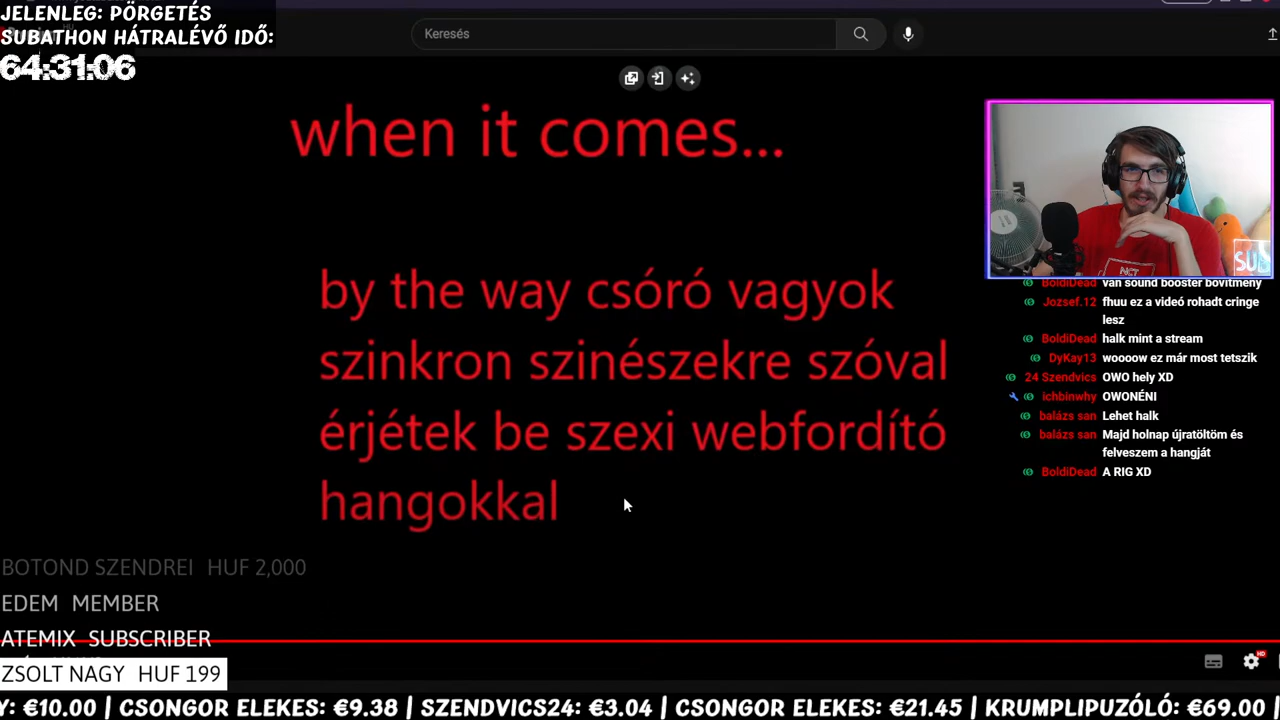 JELENLEG: PÖRGETÉS
SUBATHON HÁTRALÉVŐ IDŐ:
64:31:06
Keresés
when it comes...
by the way csóró vagyok
szinkron szinészekre szóval
érjétek be szexi webfordító
hangokkal
SUB
BoldiDead van sound booster bővítmény
Jozsef.12 fhuu ez a videó rohadt cringe
lesz
BoldiDead halk mint a stream
DyKay13 woooow ez már most tetszik
24 Szendvics OWO hely XD
ichbinwhy OWONÉNI
balázs san Lehet halk
balázs san Majd holnap újratöltöm és
felveszem a hangját
BoldiDead A RIG XD
BOTOND SZENDREI HUF 2,000
EDEM MEMBER
ATEMIX SUBSCRIBER
ZSOLT NAGY HUF 199
HD
Y: €10.00 | CSONGOR ELEKES: €9.38 | SZENDVICS24: €3.04 | CSONGOR ELEKES: €21.45 | KRUMPLIPUZÓLÓ: €69.00 |